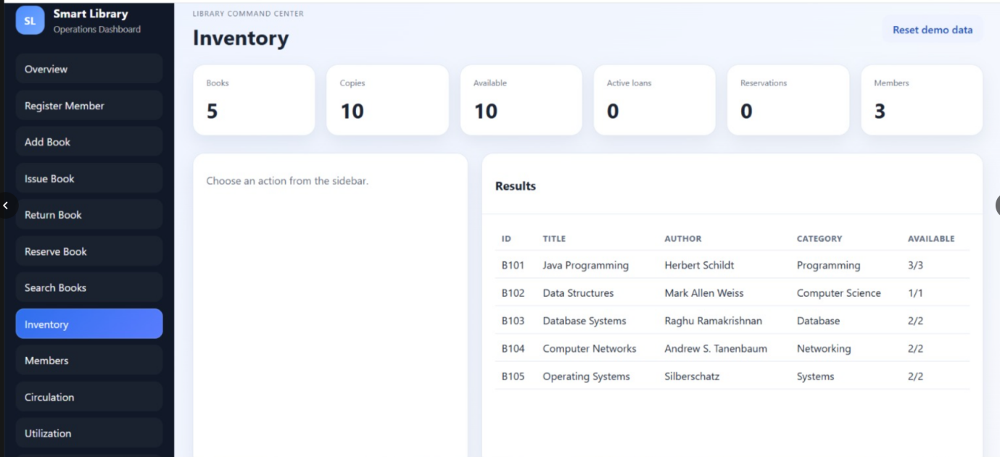 SL
Smart Library
Operations Dashboard
Overview
Register Member
Add Book
Issue Book
Return Book
Reserve Book
Search Books
Inventory
Members
Circulation
Utilization
LIBRARY COMMAND CENTER
Inventory
Reset demo data
Books
5
Copies
10
Available
10
Active loans
0
Reservations
0
Members
3
Choose an action from the sidebar.
Results
ID TITLE AUTHOR CATEGORY AVAILABLE
B101 Java Programming Herbert Schildt Programming 3/3
B102 Data Structures Mark Allen Weiss Computer Science 1/1
B103 Database Systems Raghu Ramakrishnan Database 2/2
B104 Computer Networks Andrew S. Tanenbaum Networking 2/2
B105 Operating Systems Silberschatz Systems 2/2